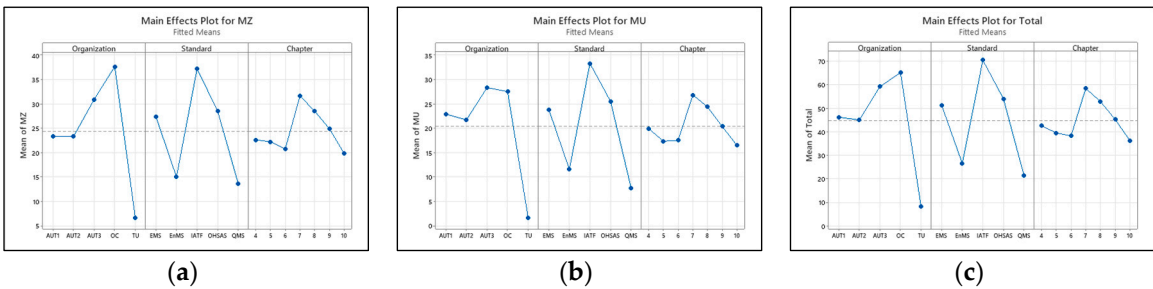 Main Effects Plot for MZ
Fitted Means
Organization Standard Chapter
40
35
30
25
20
15
10
5
Mean of MZ
AUT1 AUT2 AUT3 OC TU EMS EnMS IATF OHSAS QMS 4 5 6 7 8 9 10
(a)
Main Effects Plot for MU
Fitted Means
Organization Standard Chapter
35
30
25
20
15
10
5
0
Mean of MU
AUT1 AUT2 AUT3 OC TU EMS EnMS IATF OHSAS QMS 4 5 6 7 8 9 10
(b)
Main Effects Plot for Total
Fitted Means
Organization Standard Chapter
70
60
50
40
30
20
10
0
Mean of Total
AUT1 AUT2 AUT3 OC TU EMS EnMS IATF OHSAS QMS 4 5 6 7 8 9 10
(c)